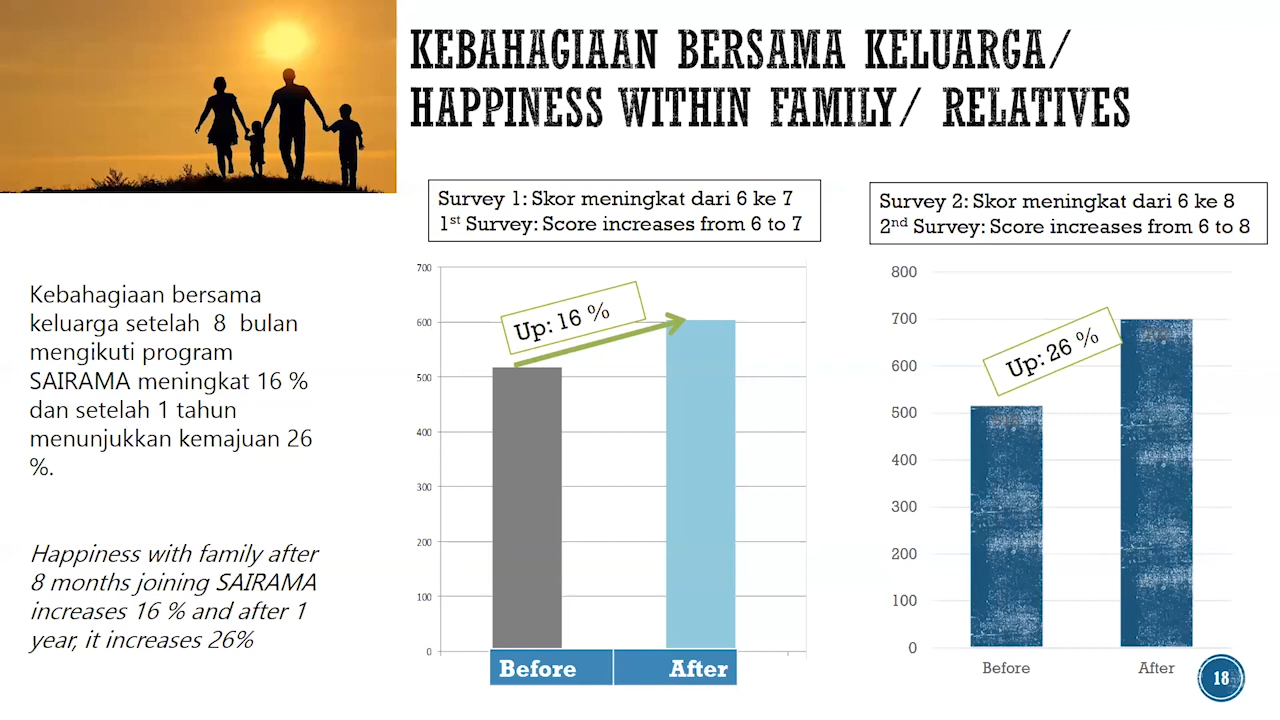 KEBAHAGIAAN BERSAMA KELUARGA/
HAPPINESS WITHIN FAMILY/ RELATIVES
Survey 1: Skor meningkat dari 6 ke 7
1st Survey: Score increases from 6 to 7
Survey 2: Skor meningkat dari 6 ke 8
2nd Survey: Score increases from 6 to 8
Kebahagiaan bersama
keluarga setelah 8 bulan
mengikuti program
SAIRAMA meningkat 16 %
dan setelah 1 tahun
menunjukkan kemajuan 26
%.
Happiness with family after
8 months joining SAIRAMA
increases 16 % and after 1
year, it increases 26%
700
600
500
400
300
200
100
0
Up: 16 %
Before After
800
700
600
500
400
300
200
100
0
Up: 26 %
Before After
18